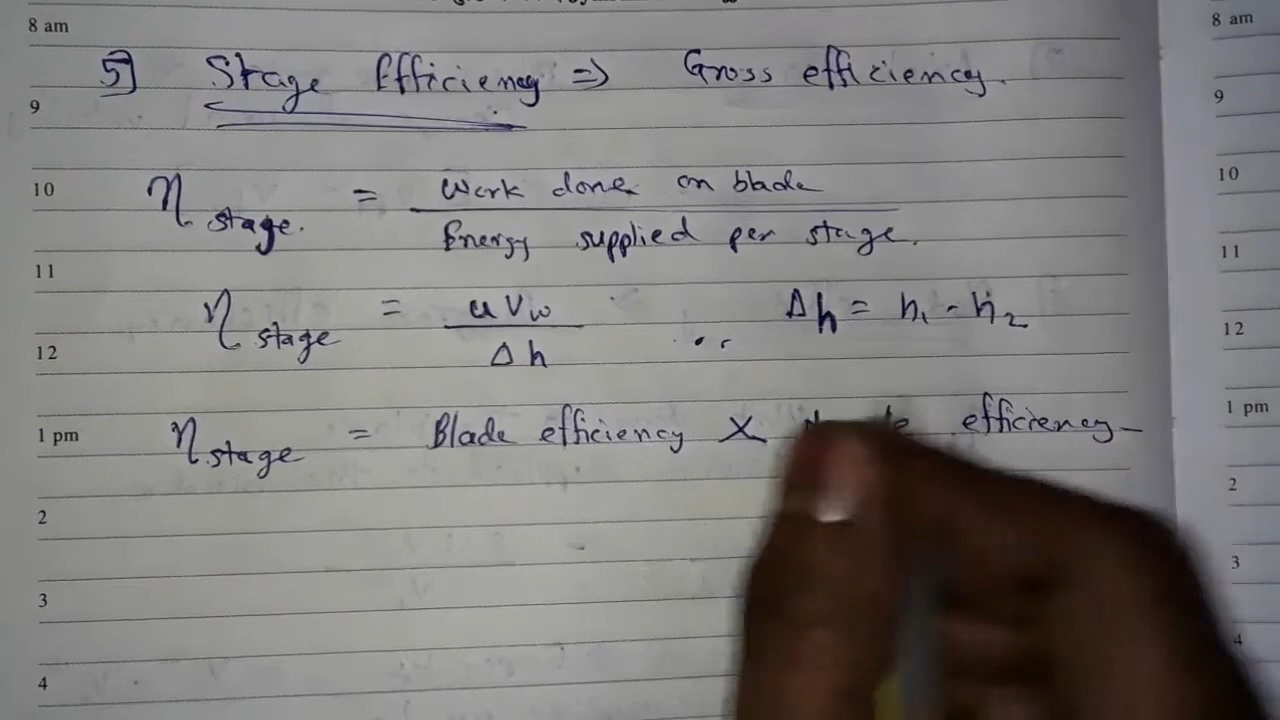 8 am
8 am
5] Stage Efficiency => Gross efficiency.
9
9
10
η stage. = Work done on blade / Energy supplied per stage.
10
11
11
η stage = u Vw / Δh ... Δh = h1 - h2
12
12
1 pm
η stage = Blade efficiency X efficiency
1 pm
2
2
3
3
4
4